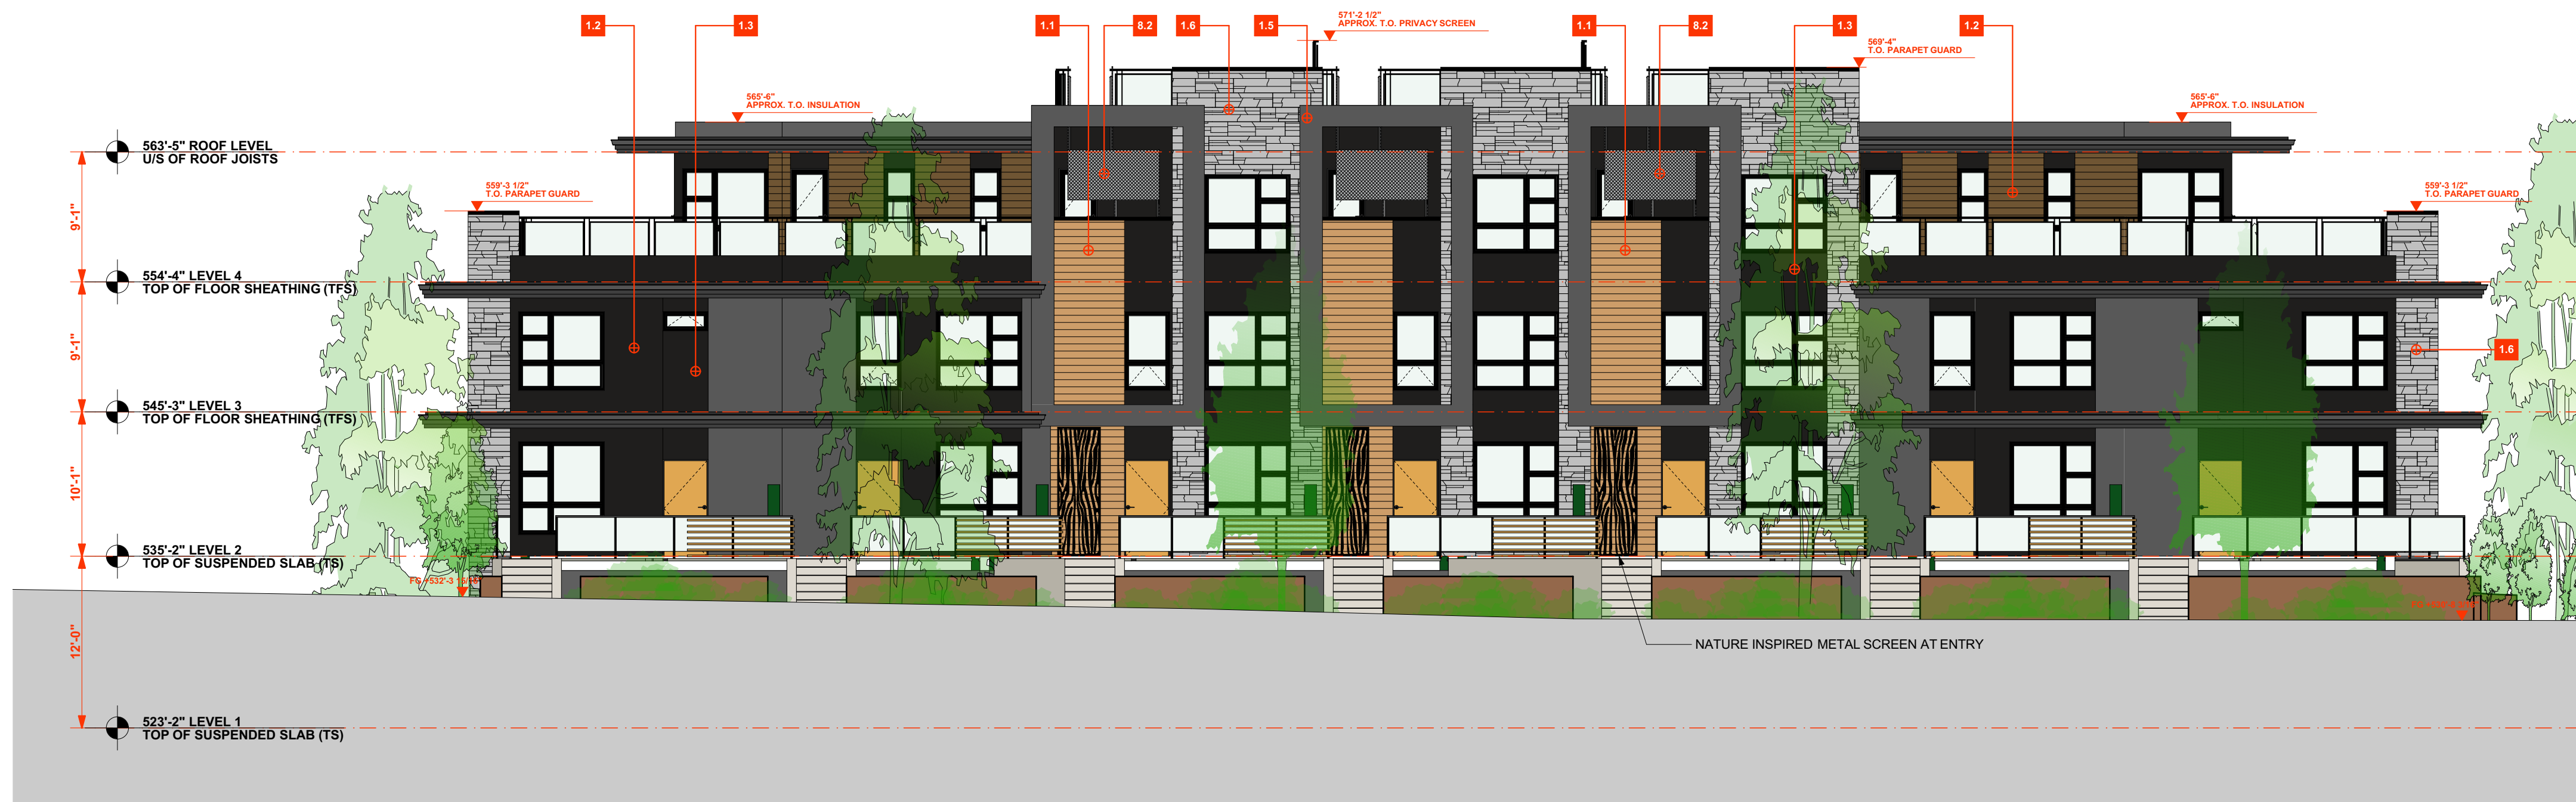 1.2
1.3
1.1
8.2
1.6
1.5
571'-2 1/2"
APPROX. T.O. PRIVACY SCREEN
1.1
8.2
1.3
569'-4"
T.O. PARAPET GUARD
1.2
565'-6"
APPROX. T.O. INSULATION
565'-6"
APPROX. T.O. INSULATION
563'-5" ROOF LEVEL
U/S OF ROOF JOISTS
559'-3 1/2"
T.O. PARAPET GUARD
559'-3 1/2"
T.O. PARAPET GUARD
9'-1"
554'-4" LEVEL 4
TOP OF FLOOR SHEATHING (TFS)
9'-1"
1.6
545'-3" LEVEL 3
TOP OF FLOOR SHEATHING (TFS)
10'-1"
535'-2" LEVEL 2
TOP OF SUSPENDED SLAB (TS)
12'-0"
NATURE INSPIRED METAL SCREEN AT ENTRY
523'-2" LEVEL 1
TOP OF SUSPENDED SLAB (TS)